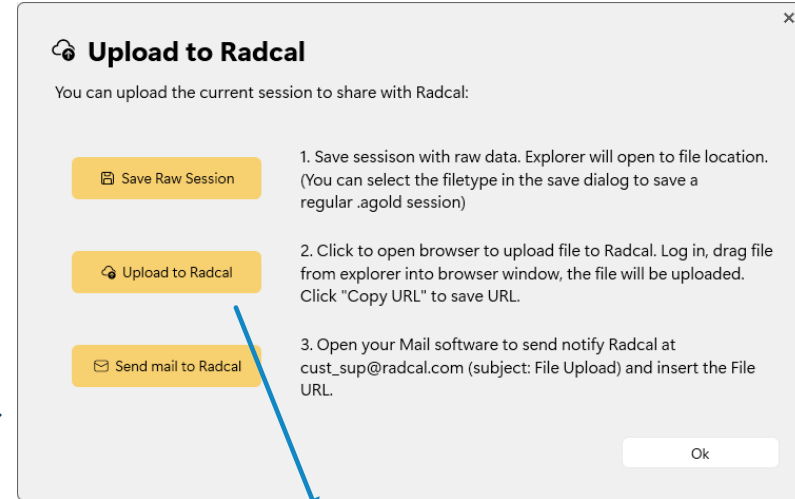 Upload to Radcal
You can upload the current session to share with Radcal:
Save Raw Session
1. Save sessison with raw data. Explorer will open to file location.
(You can select the filetype in the save dialog to save a
regular .agold session)
Upload to Radcal
2. Click to open browser to upload file to Radcal. Log in, drag file
from explorer into browser window, the file will be uploaded.
Click "Copy URL" to save URL.
Send mail to Radcal
3. Open your Mail software to send notify Radcal at
cust_sup@radcal.com (subject: File Upload) and insert the File
URL.
Ok